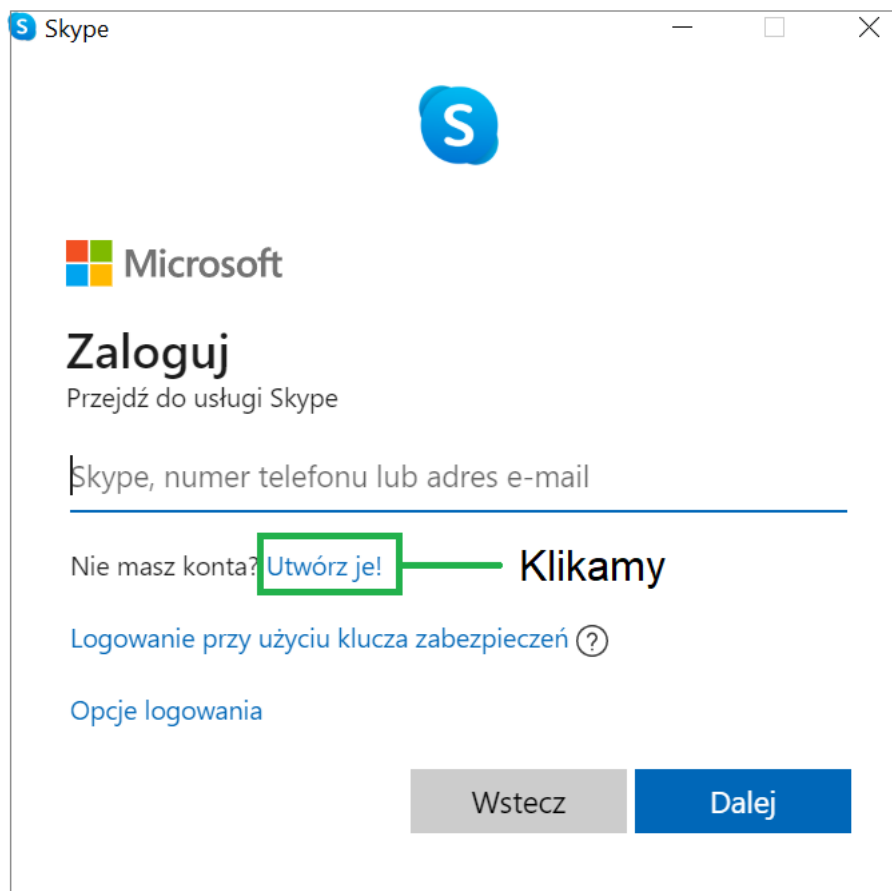 Skype
Microsoft
Zaloguj
Przejdź do usługi Skype
Skype, numer telefonu lub adres e-mail
Nie masz konta? Utwórz je! Klikamy
Logowanie przy użyciu klucza zabezpieczeń ?
Opcje logowania
Wstecz Dalej